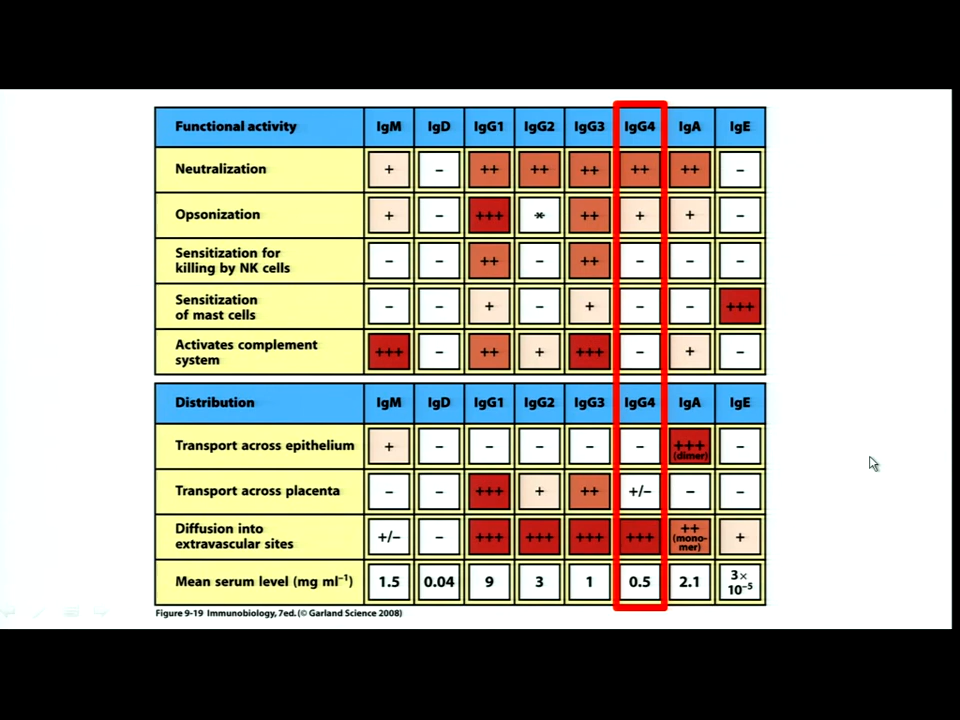 Functional activity IgM IgD IgG1 IgG2 IgG3 IgG4 IgA IgE
Neutralization + – ++ ++ ++ ++ ++ –
Opsonization + – +++ * ++ + + –
Sensitization for
killing by NK cells – – ++ – ++ – – –
Sensitization
of mast cells – – + – + – – +++
Activates complement
system +++ – ++ + +++ – + –
Distribution IgM IgD IgG1 IgG2 IgG3 IgG4 IgA IgE
Transport across epithelium + – – – – – +++ (dimer) –
Transport across placenta – – +++ + ++ +/– – –
Diffusion into
extravascular sites +/– – +++ +++ +++ +++ ++ (mono-mer) +
Mean serum level (mg ml⁻¹) 1.5 0.04 9 3 1 0.5 2.1 3× 10⁻⁵
Figure 9-19 Immunobiology, 7ed. (© Garland Science 2008)